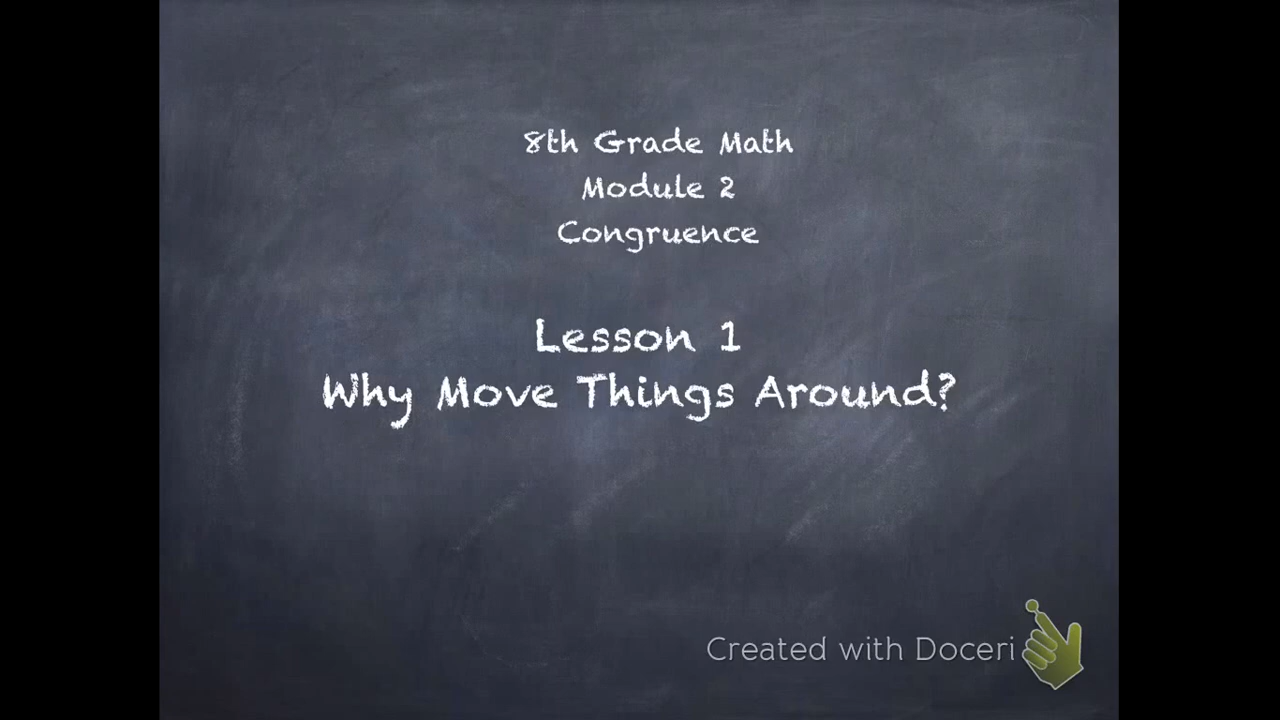 8th Grade Math
Module 2
Congruence
Lesson 1
Why Move Things Around?
Created with Doceri